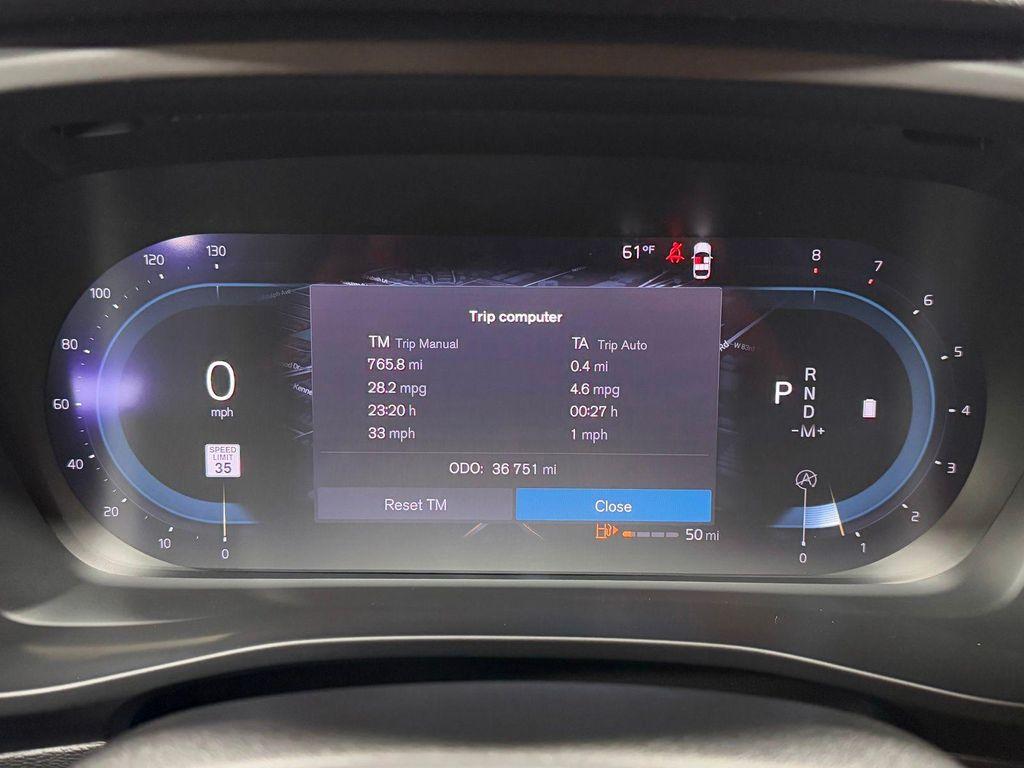 61°F
Trip computer
TM Trip Manual
765.8 mi
28.2 mpg
23:20 h
33 mph
TA Trip Auto
0.4 mi
4.6 mpg
00:27 h
1 mph
ODO: 36 751 mi
Reset TM
Close
50 mi
130
120
100
80
60
40
20
10
0
0
mph
SPEED
LIMIT
35
P
R
N
D
-M+
A
8
7
6
5
4
3
2
1
0